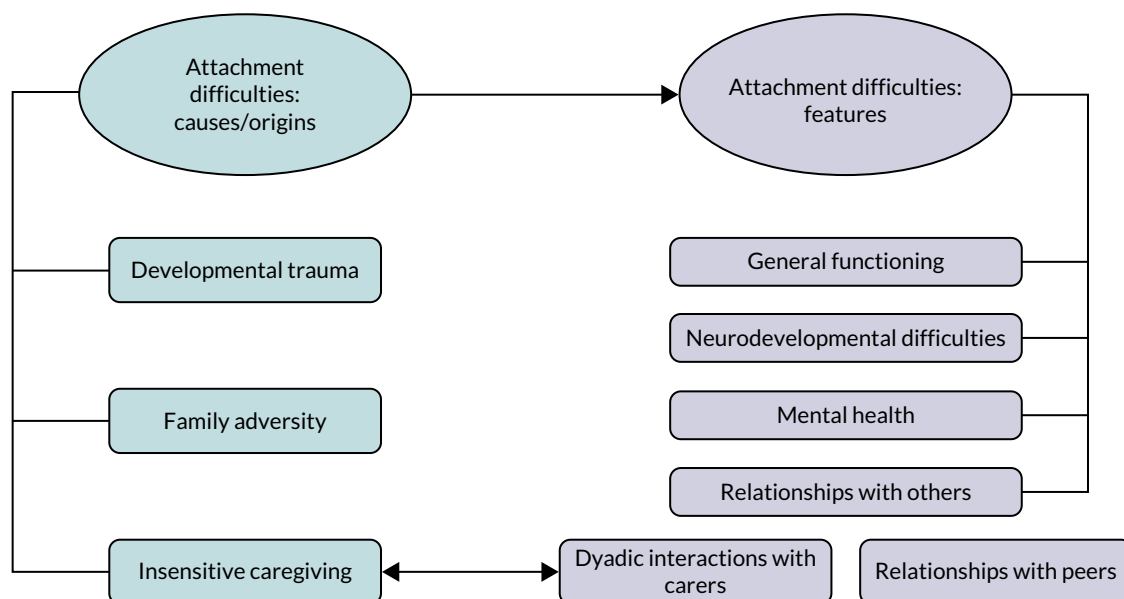 Attachment
difficulties:
causes/origins
Attachment difficulties:
features
Developmental trauma
Family adversity
Insensitive caregiving
General functioning
Neurodevelopmental difficulties
Mental health
Relationships with others
Dyadic interactions with
carers
Relationships with peers